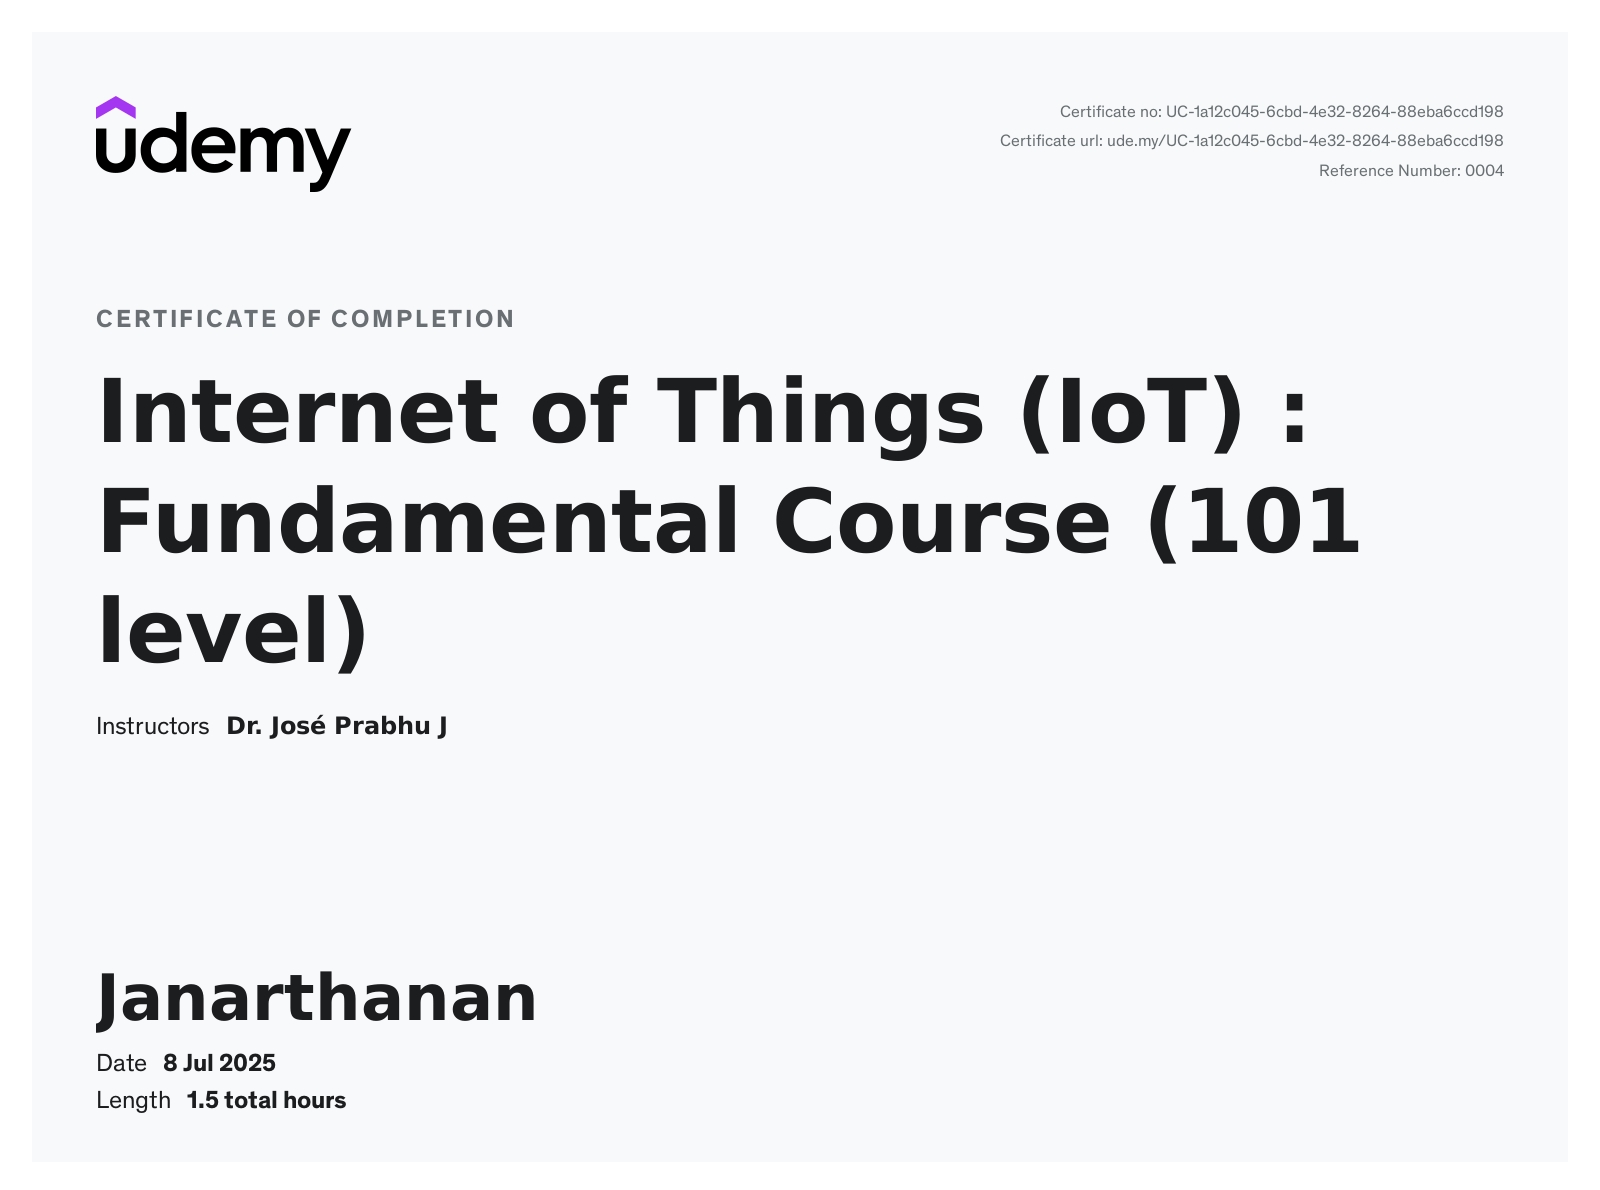 udemy
Certificate no: UC-1a12c045-6cbd-4e32-8264-88eba6ccd198
Certificate url: ude.my/UC-1a12c045-6cbd-4e32-8264-88eba6ccd198
Reference Number: 0004
CERTIFICATE OF COMPLETION
Internet of Things (IoT) :
Fundamental Course (101
level)
Instructors Dr. José Prabhu J
Janarthanan
Date 8 Jul 2025
Length 1.5 total hours